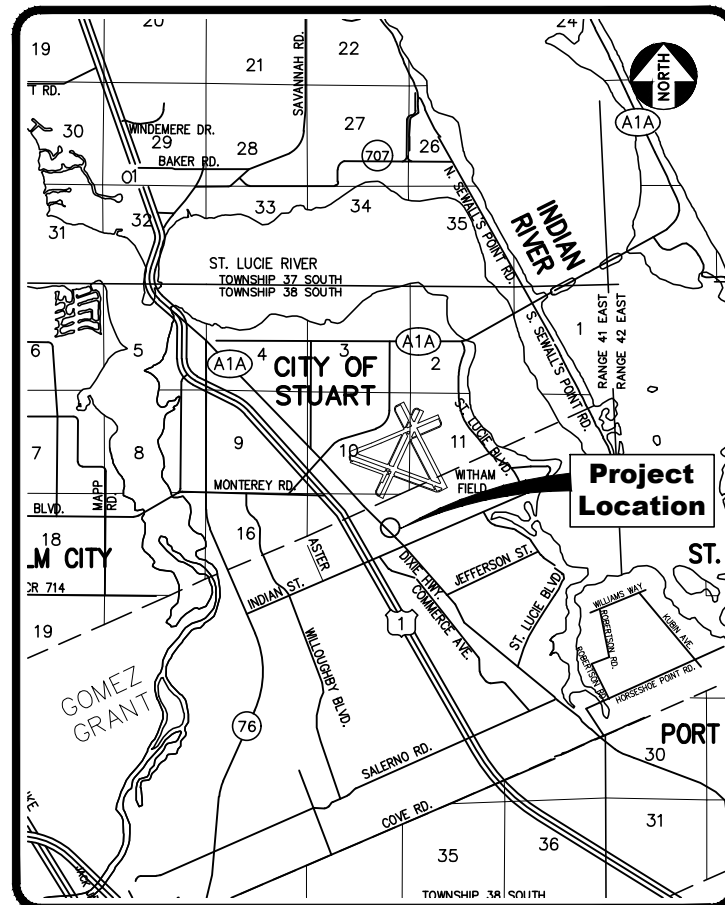 20
24
19
22
21
SAVANNAH RD.
NORTH
T RD.
A1A
30
WINDEMERE DR.
27
29
28
707
26
BAKER RD.
1
N. SEWALL'S POINT RD.
33
34
32
35
31
INDIAN
RIVER
ST. LUCIE RIVER
TOWNSHIP 37 SOUTH
TOWNSHIP 38 SOUTH
RANGE 41 EAST
RANGE 42 EAST
S. SEWALL'S POINT RD.
1
6
5
4
3
A1A
2
A1A
CITY OF
STUART
ST. LUCIE BLVD.
7
8
9
10
11
WITHAM
FIELD
Project
Location
MONTEREY RD.
MAPP
RD.
BLVD.
18
16
LM CITY
ASTER
ST.
CR 714
INDIAN ST.
DIXIE HWY.
JEFFERSON ST.
COMMERCE AVE.
ST. LUCIE BLVD
WILLIAMS WAY
ROBERTSON RD.
KUBIN AVE.
19
1
WILLOUGHBY BLVD.
ROBERTSON RD.
HORSESHOE POINT RD.
GOMEZ
GRANT
76
PORT
30
SALERNO RD.
COVE RD.
31
36
35
TOWNSHIP 38 SOUTH